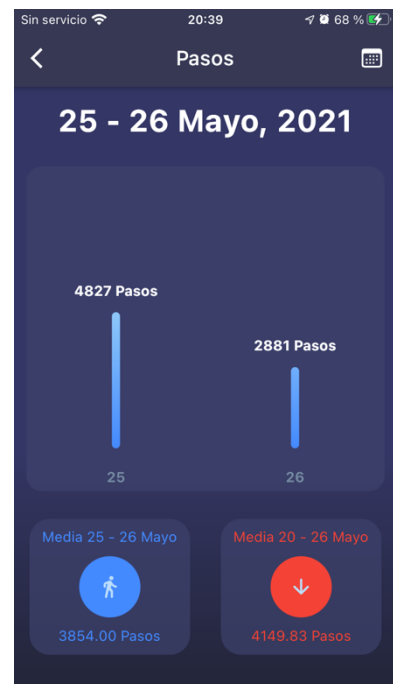 Sin servicio 20:39 68 %
Pasos
25 - 26 Mayo, 2021
4827 Pasos
2881 Pasos
25 26
Media 25 - 26 Mayo
3854.00 Pasos
Media 20 - 26 Mayo
4149.83 Pasos